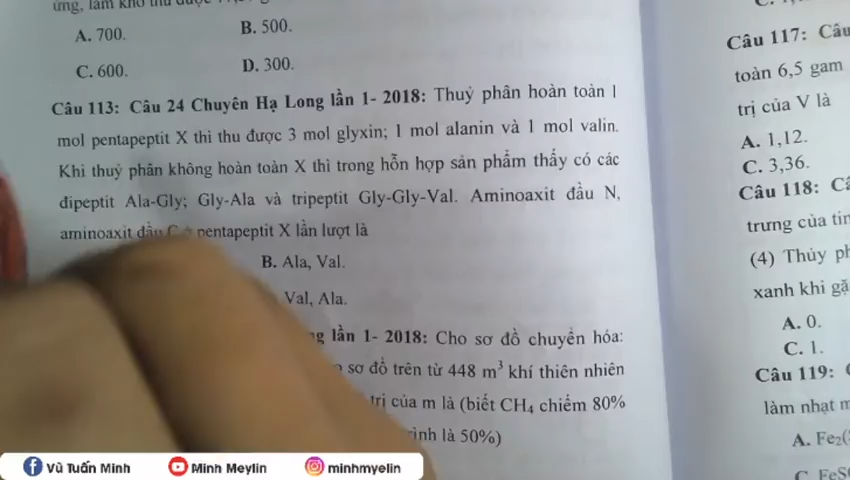 ứng, làm khô thu được
A. 700.
B. 500.
C. 600.
D. 300.
Câu 113: Câu 24 Chuyên Hạ Long lần 1- 2018: Thuỷ phân hoàn toàn 1
mol pentapeptit X thì thu được 3 mol glyxin; 1 mol alanin và 1 mol valin.
Khi thuỷ phân không hoàn toàn X thì trong hỗn hợp sản phẩm thấy có các
đipeptit Ala-Gly; Gly-Ala và tripeptit Gly-Gly-Val. Aminoaxit đầu N,
aminoaxit đầu C pentapeptit X lần lượt là
B. Ala, Val.
Val, Ala.
lần 1- 2018: Cho sơ đồ chuyển hóa:
sơ đồ trên từ 448 m³ khí thiên nhiên
trị của m là (biết CH₄ chiếm 80%
là 50%)
Câu 117: Câu
toàn 6,5 gam
trị của V là
A. 1,12.
C. 3,36.
Câu 118:
trưng của
(4) Thủy
xanh khi
A. 0.
C. 1.
Câu 119:
làm nhạt
A. Fe₂(
Vũ Tuấn Minh
Minh Meylin
minhmyelin